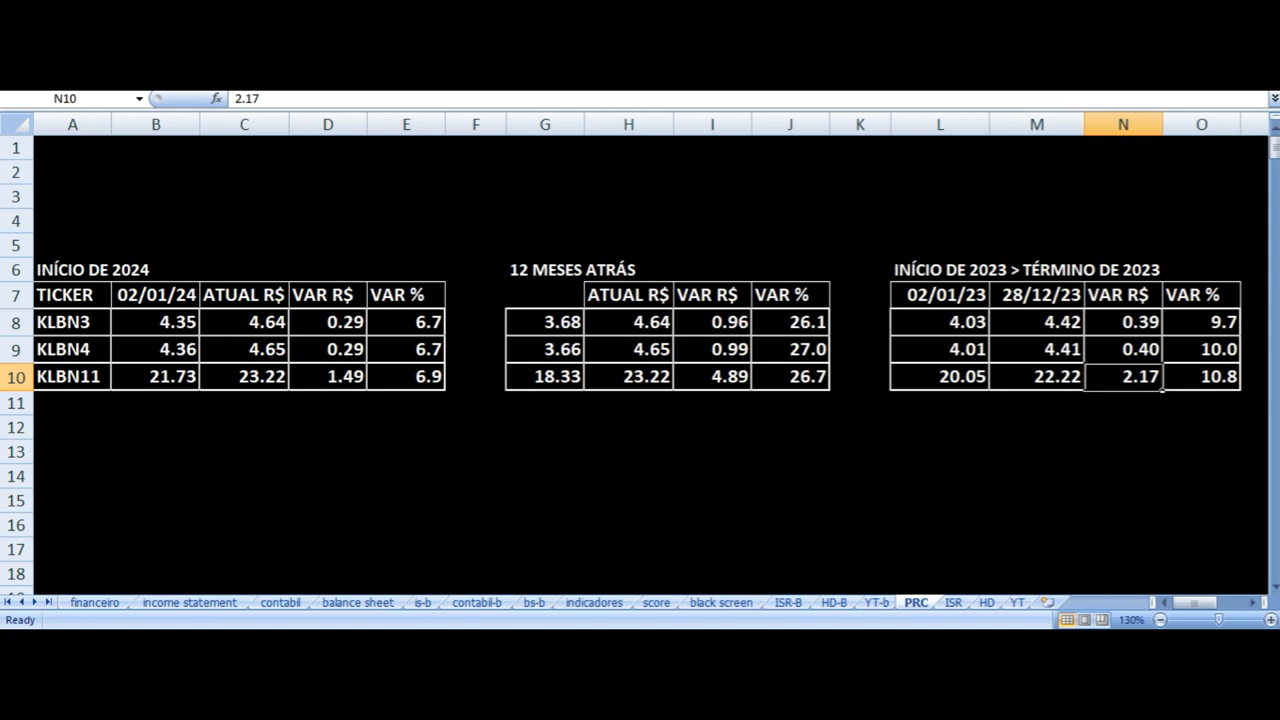 N10 fx 2.17
A B C D E F G H I J K L M N O
1
2
3
4
5
6 INÍCIO DE 2024 12 MESES ATRÁS INÍCIO DE 2023 > TÉRMINO DE 2023
7 TICKER 02/01/24 ATUAL R$ VAR R$ VAR % ATUAL R$ VAR R$ VAR % 02/01/23 28/12/23 VAR R$ VAR %
8 KLBN3 4.35 4.64 0.29 6.7 3.68 4.64 0.96 26.1 4.03 4.42 0.39 9.7
9 KLBN4 4.36 4.65 0.29 6.7 3.66 4.65 0.99 27.0 4.01 4.41 0.40 10.0
10 KLBN11 21.73 23.22 1.49 6.9 18.33 23.22 4.89 26.7 20.05 22.22 2.17 10.8
11
12
13
14
15
16
17
18
financeiro income statement contabil balance sheet is-b contabil-b bs-b indicadores score black screen ISR-B HD-B YT-b PRC ISR HD YT
Ready 130%